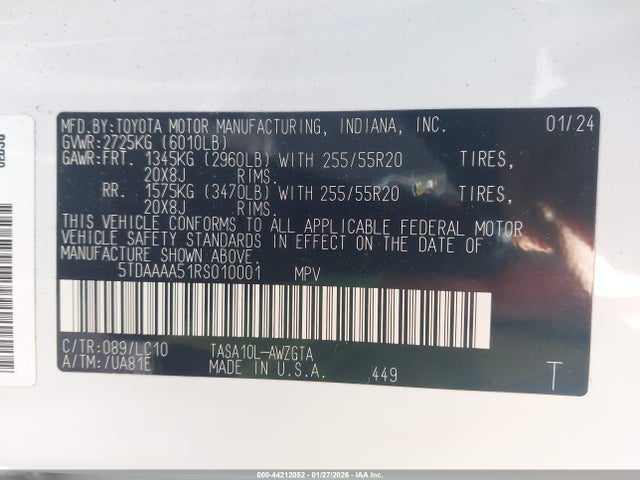 MFD.BY:TOYOTA MOTOR MANUFACTURING, INDIANA, INC. 01/24
GVWR:2725KG (6010LB)
GAWR:FRT. 1345KG (2960LB) WITH 255/55R20 TIRES,
20X8J RIMS.
RR. 1575KG (3470LB) WITH 255/55R20 TIRES,
20X8J RIMS.
THIS VEHICLE CONFORMS TO ALL APPLICABLE FEDERAL MOTOR
VEHICLE SAFETY STANDARDS IN EFFECT ON THE DATE OF
MANUFACTURE SHOWN ABOVE.
5TDAAAA51RS010001 MPV
C/TR:089/LC10 TASA10L-AWZGTA
A/TM:/UA81E MADE IN U.S.A. 449 T
000-44212052 - 01/27/2026 - IAA Inc.